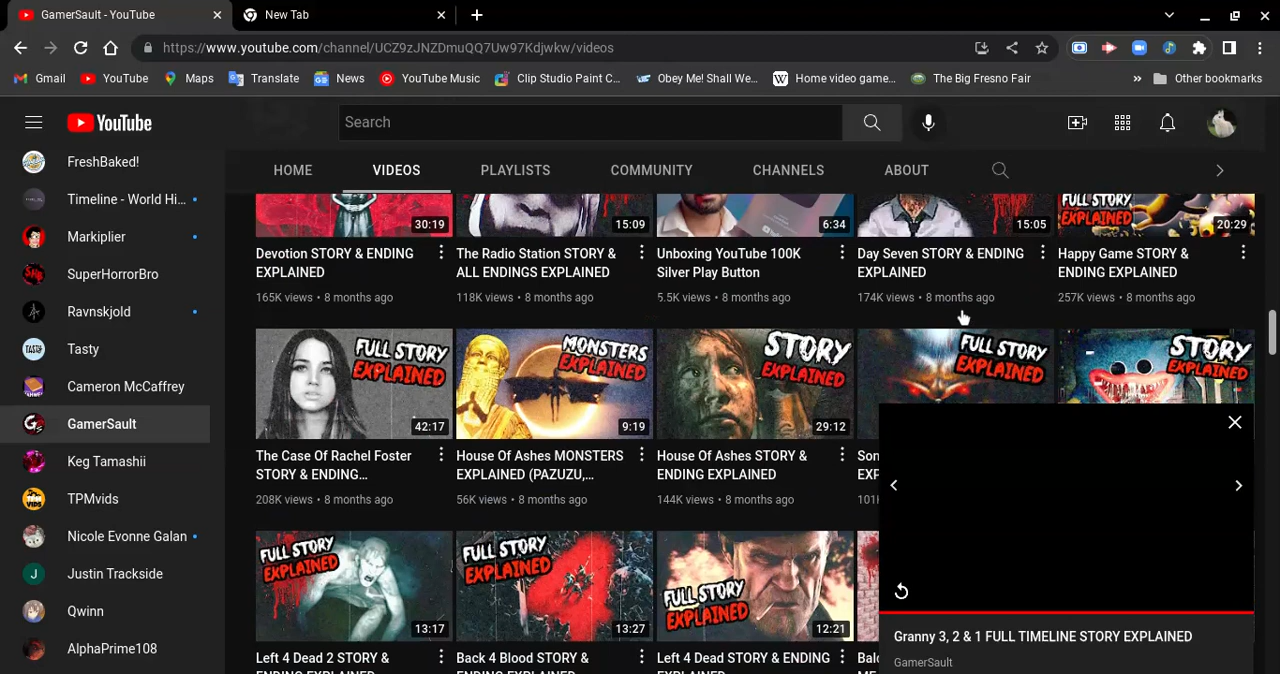 GamerSault - YouTube
New Tab
https://www.youtube.com/channel/UCZ9zJNZDmuQQ7Uw97Kdjwkw/videos
Gmail
YouTube
Maps
Translate
News
YouTube Music
Clip Studio Paint C...
Obey Me! Shall We...
Home video game...
The Big Fresno Fair
»
Other bookmarks
YouTube
Search
FreshBaked!
Timeline - World Hi...
Markiplier
SuperHorrorBro
Ravnskjold
Tasty
Cameron McCaffrey
GamerSault
Keg Tamashii
TPMvids
Nicole Evonne Galan
J
Justin Trackside
Qwinn
AlphaPrime108
HOME
VIDEOS
PLAYLISTS
COMMUNITY
CHANNELS
ABOUT
30:19
Devotion STORY & ENDING
EXPLAINED
165K views • 8 months ago
15:09
The Radio Station STORY &
ALL ENDINGS EXPLAINED
118K views • 8 months ago
6:34
Unboxing YouTube 100K
Silver Play Button
5.5K views • 8 months ago
15:05
Day Seven STORY & ENDING
EXPLAINED
174K views • 8 months ago
FULL STORY
EXPLAINED
20:29
Happy Game STORY &
ENDING EXPLAINED
257K views • 8 months ago
FULL STORY
EXPLAINED
42:17
The Case Of Rachel Foster
STORY & ENDING...
208K views • 8 months ago
MONSTERS
EXPLAINED
9:19
House Of Ashes MONSTERS
EXPLAINED (PAZUZU,...
56K views • 8 months ago
STORY
EXPLAINED
29:12
House Of Ashes STORY &
ENDING EXPLAINED
144K views • 8 months ago
FULL STORY
EXPLAINED
STORY
EXPLAINED
FULL STORY
EXPLAINED
13:17
Left 4 Dead 2 STORY &
FULL STORY
EXPLAINED
13:27
Back 4 Blood STORY &
FULL STORY
EXPLAINED
12:21
Left 4 Dead STORY & ENDING
Granny 3, 2 & 1 FULL TIMELINE STORY EXPLAINED
GamerSault